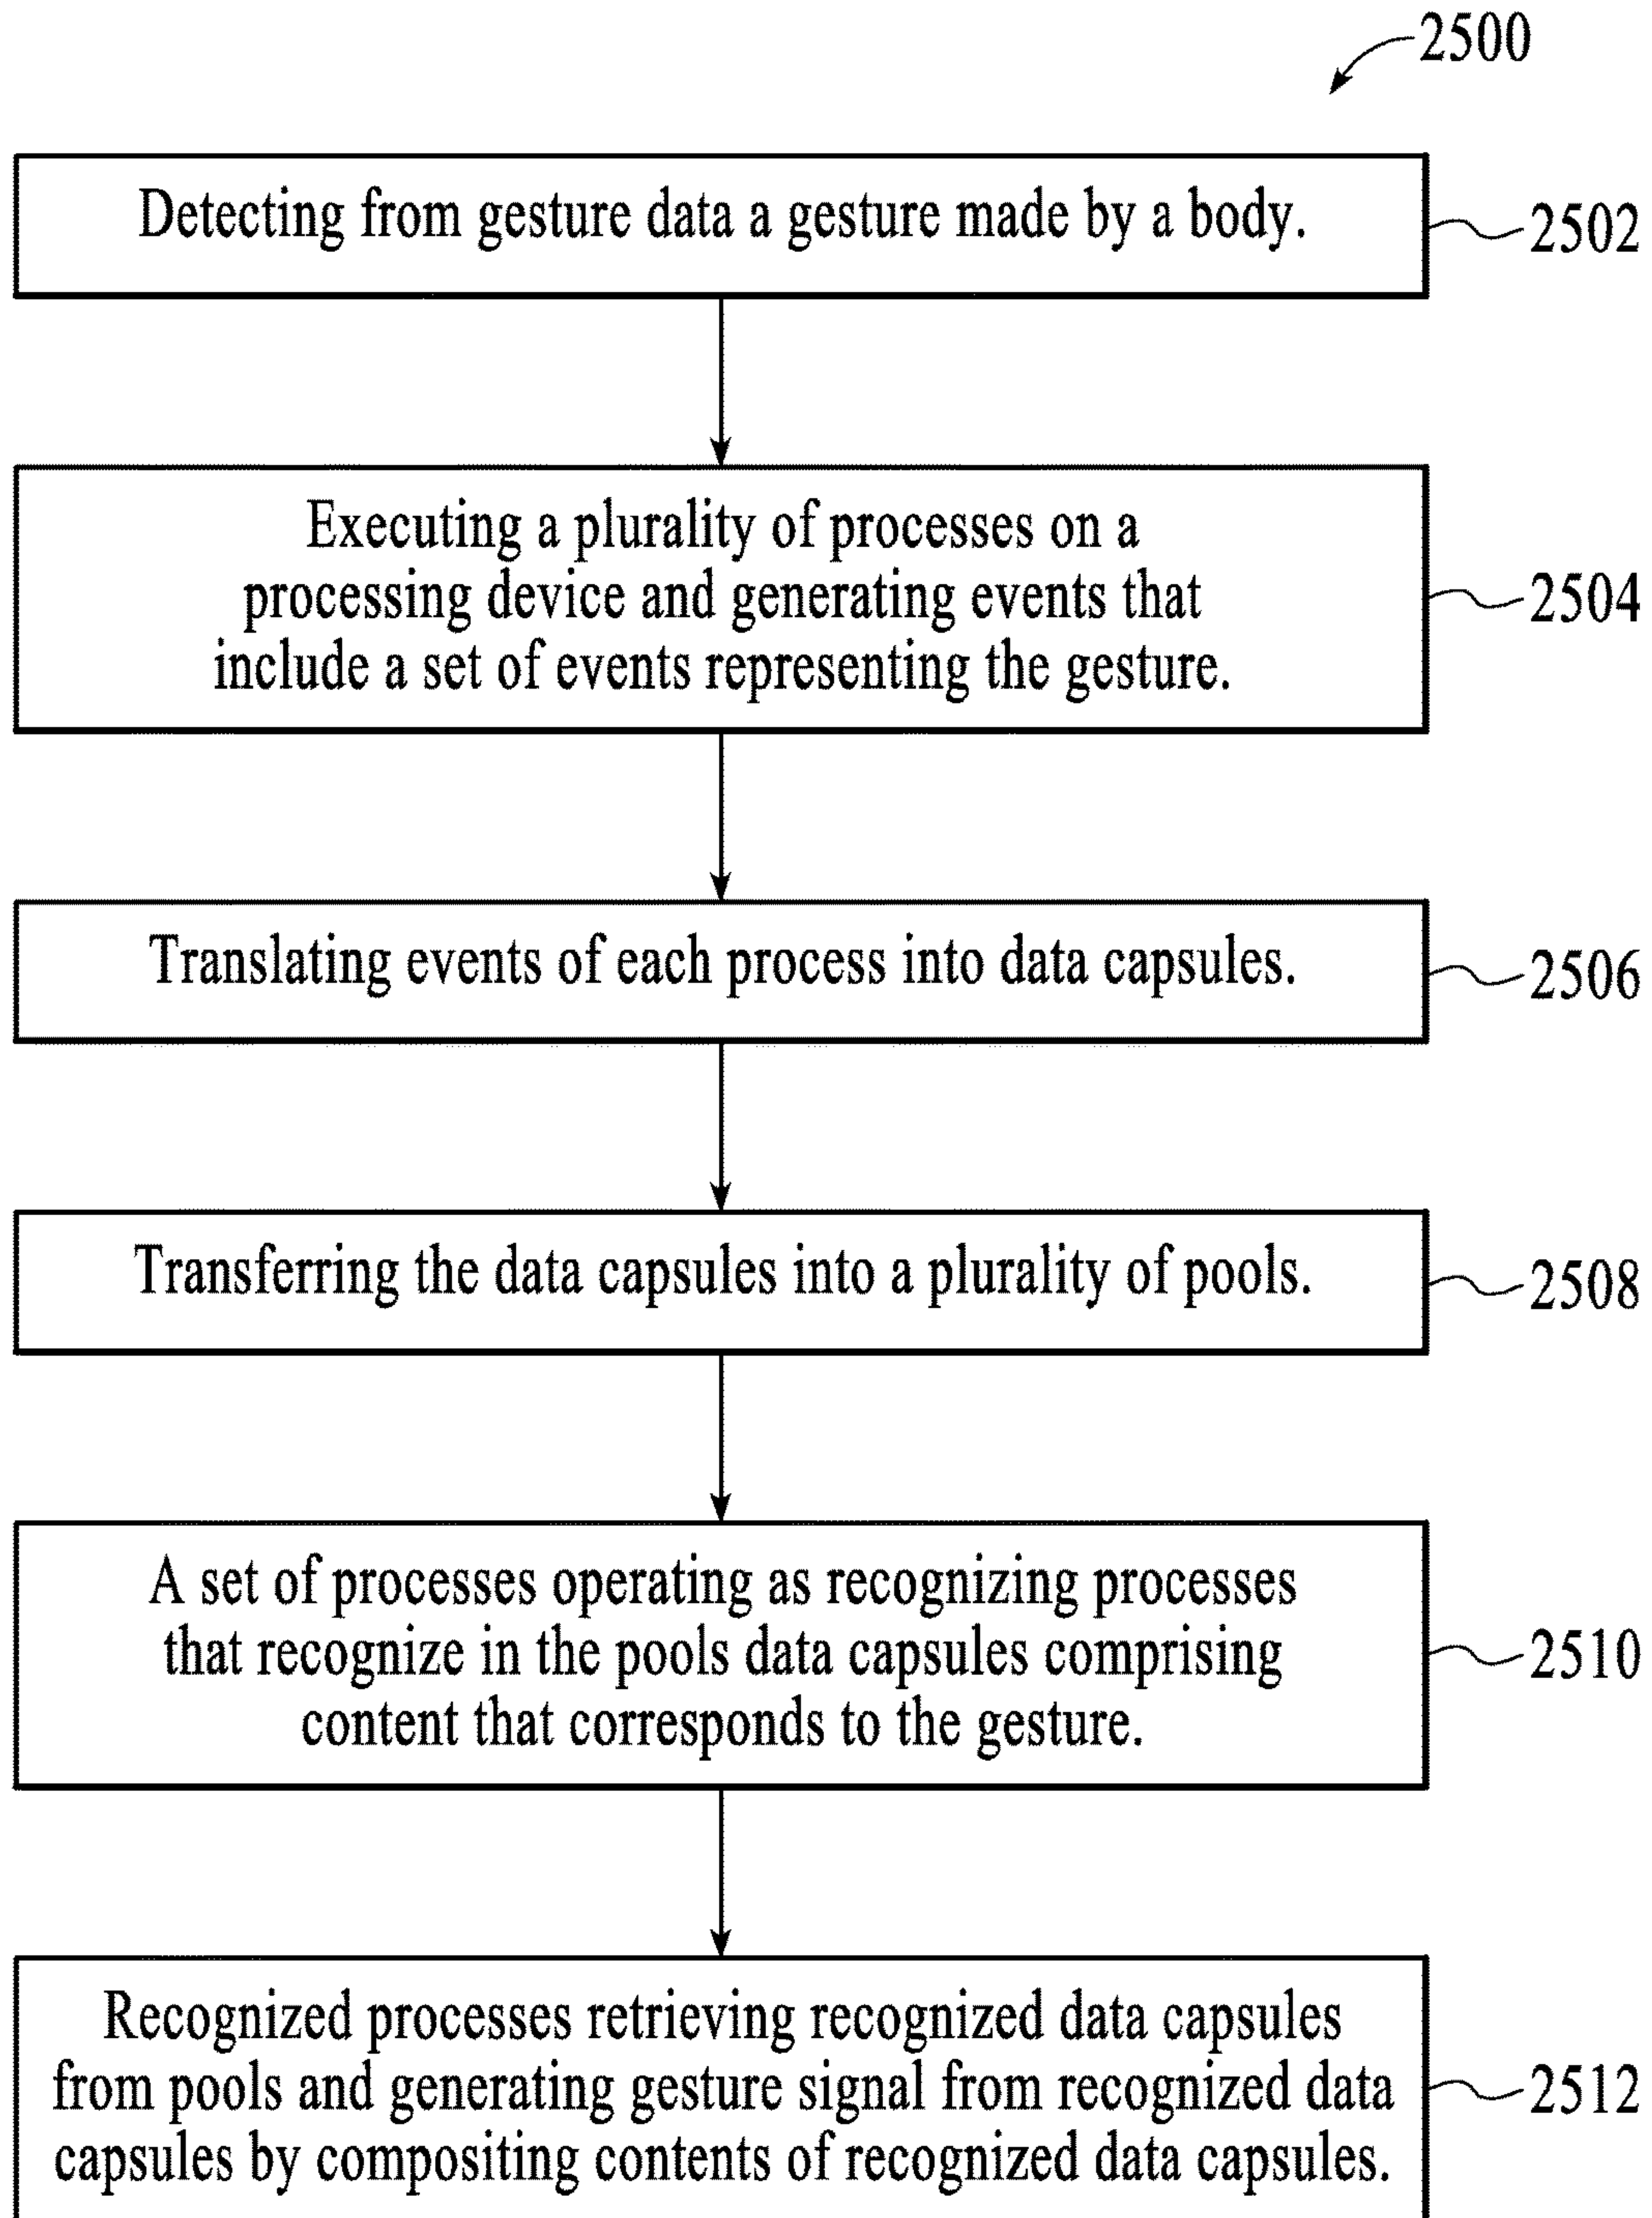 2500
Detecting from gesture data a gesture made by a body.
2502
Executing a plurality of processes on a
processing device and generating events that
include a set of events representing the gesture.
2504
Translating events of each process into data capsules.
2506
Transferring the data capsules into a plurality of pools.
2508
A set of processes operating as recognizing processes
that recognize in the pools data capsules comprising
content that corresponds to the gesture.
2510
Recognized processes retrieving recognized data capsules
from pools and generating gesture signal from recognized data
capsules by compositing contents of recognized data capsules.
2512